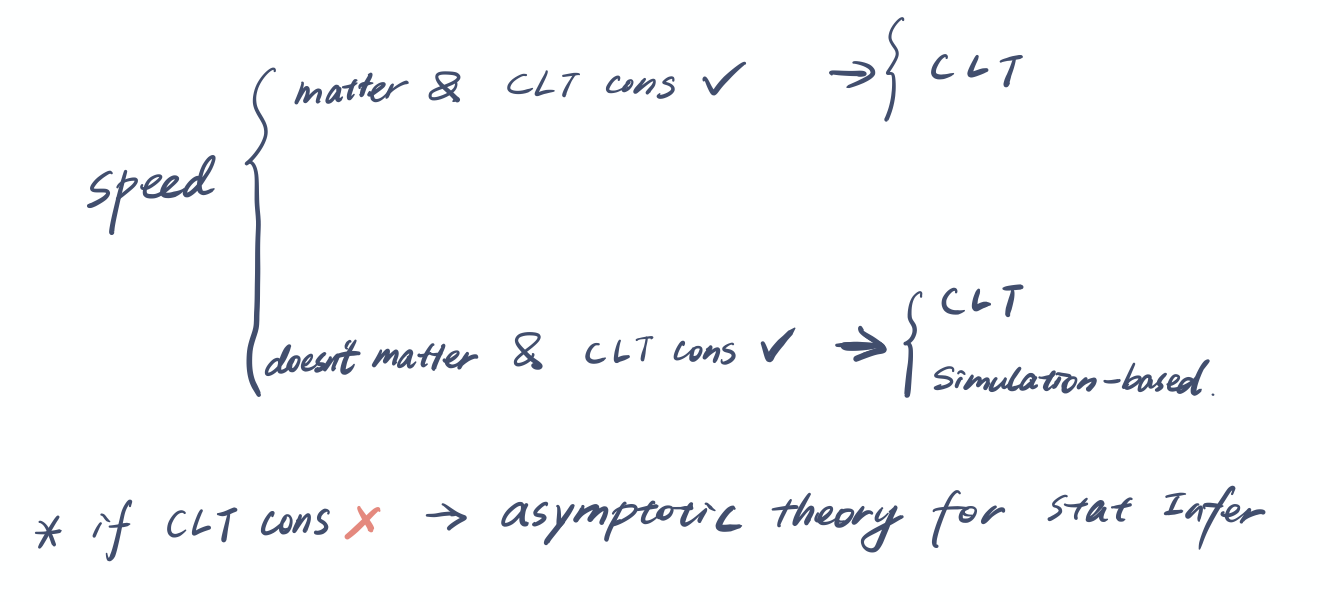 matter & CLT cons ✓ → { CLT
speed {
CLT
doesn't matter & CLT cons ✓ → {
Simulation-based.
* if CLT cons ✗ → asymptotic theory for stat Infer